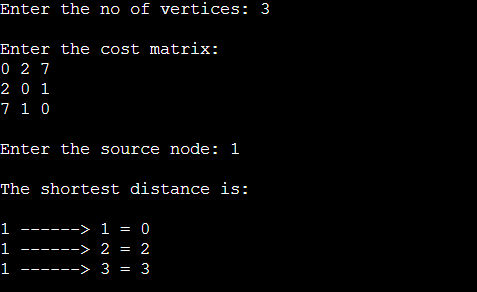 Enter the no of vertices: 3
Enter the cost matrix:
0 2 7
2 0 1
7 1 0
Enter the source node: 1
The shortest distance is:
1 ------> 1 = 0
1 ------> 2 = 2
1 ------> 3 = 3